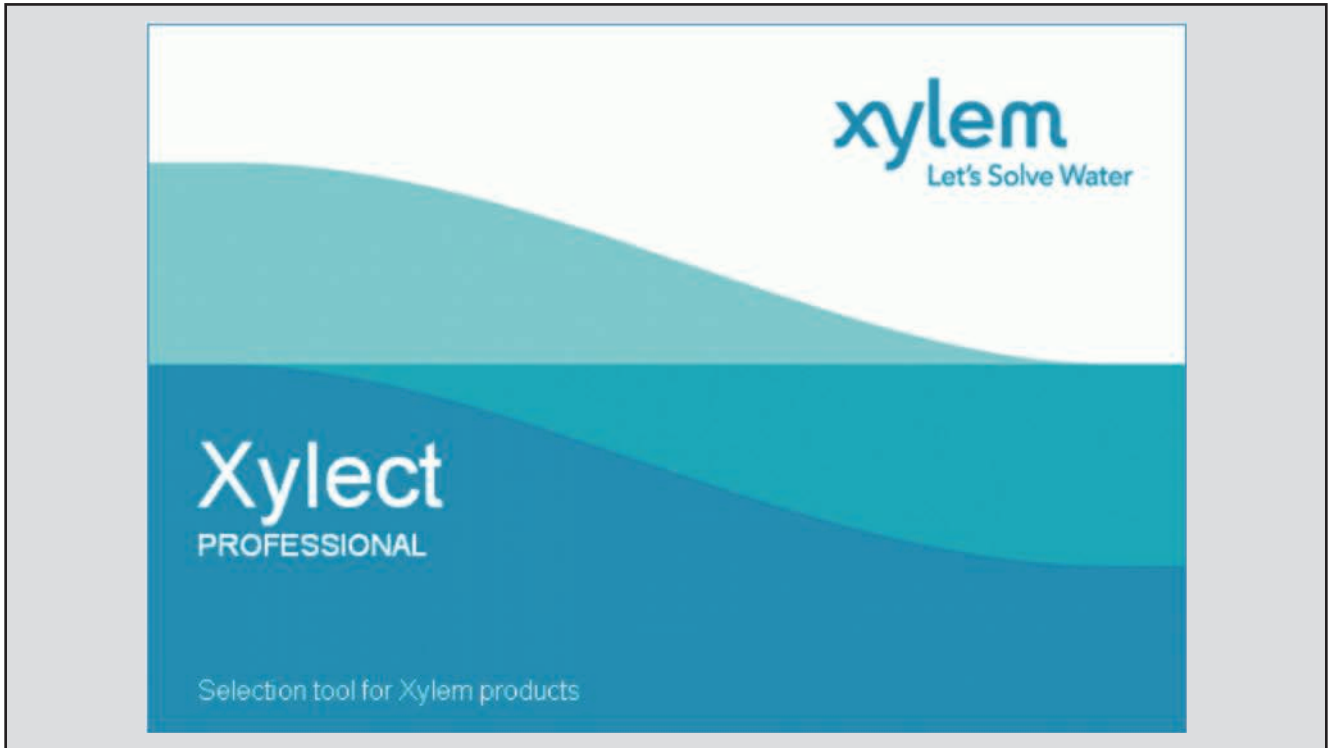 xylem
Let's Solve Water
Xylect
PROFESSIONAL
Selection tool for Xylem products